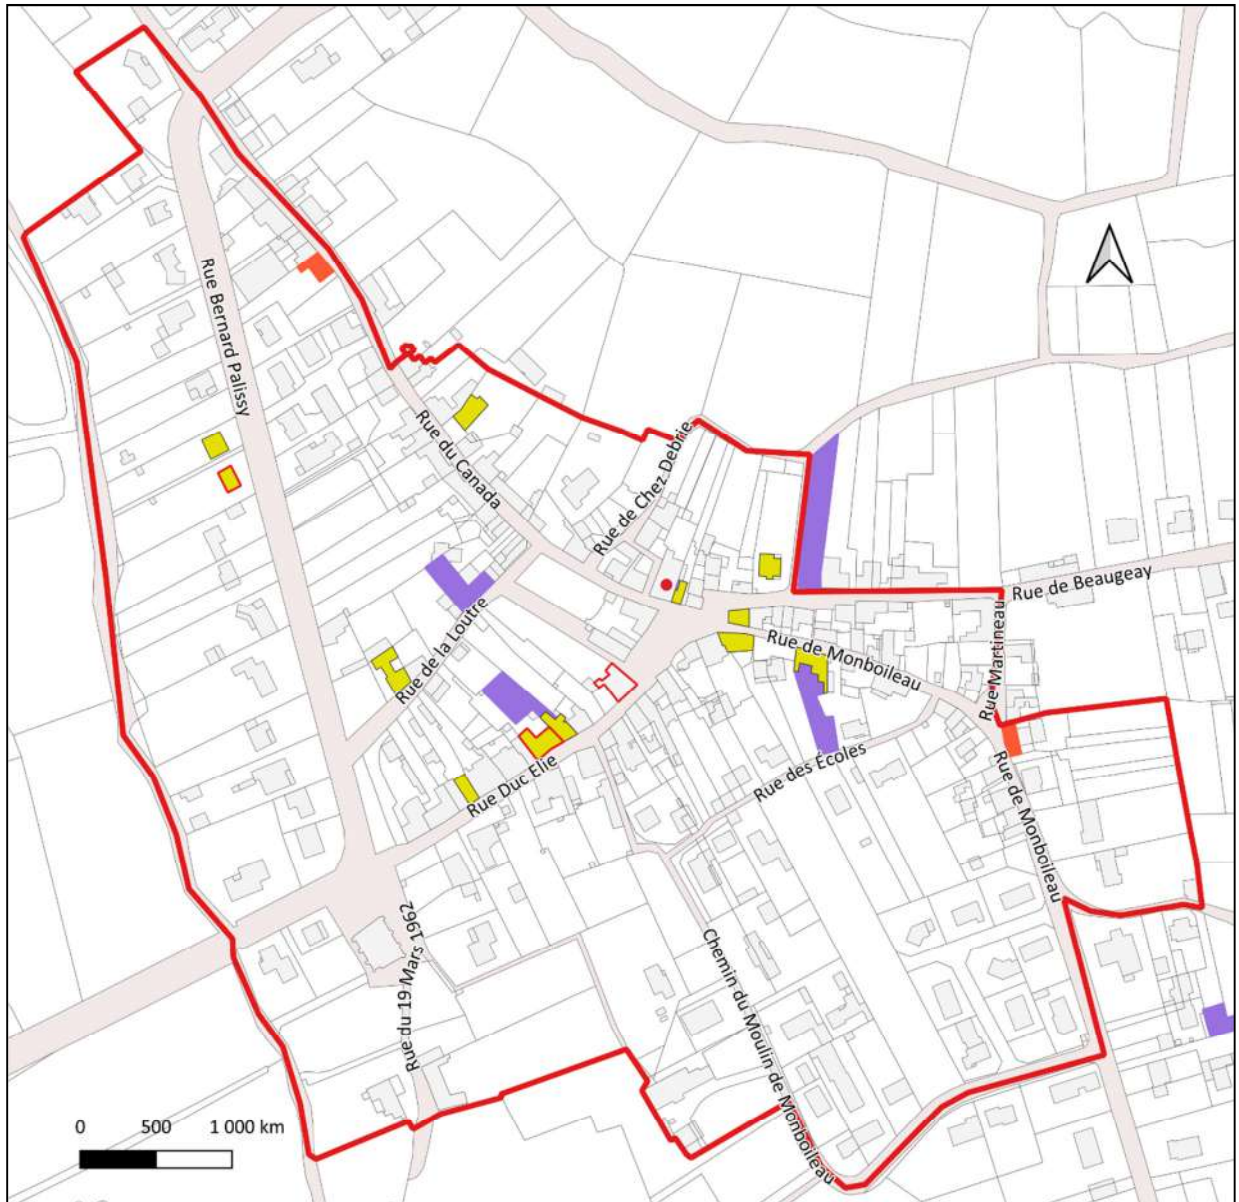 Rue Bernard Palissy
Rue du Canada
Rue de Chez Debrie
Rue de Beaugeay
Rue Martineau
Rue de Monboileau
Rue de la Loutre
Rue Duc Elie
Rue des Écoles
Rue de Monboileau
Rue du 19 Mars 1962
Chemin du Moulin de Monboileau
0 500 1 000 km